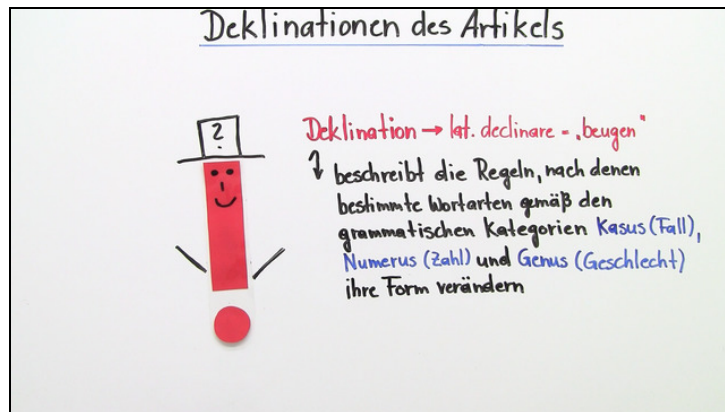 Deklinationen des Artikels
?
Deklination → lat. declinare = „beugen"
↓ beschreibt die Regeln, nach denen
bestimmte Wortarten gemäß den
grammatischen Kategorien Kasus (Fall),
Numerus (Zahl) und Genus (Geschlecht)
ihre Form verändern